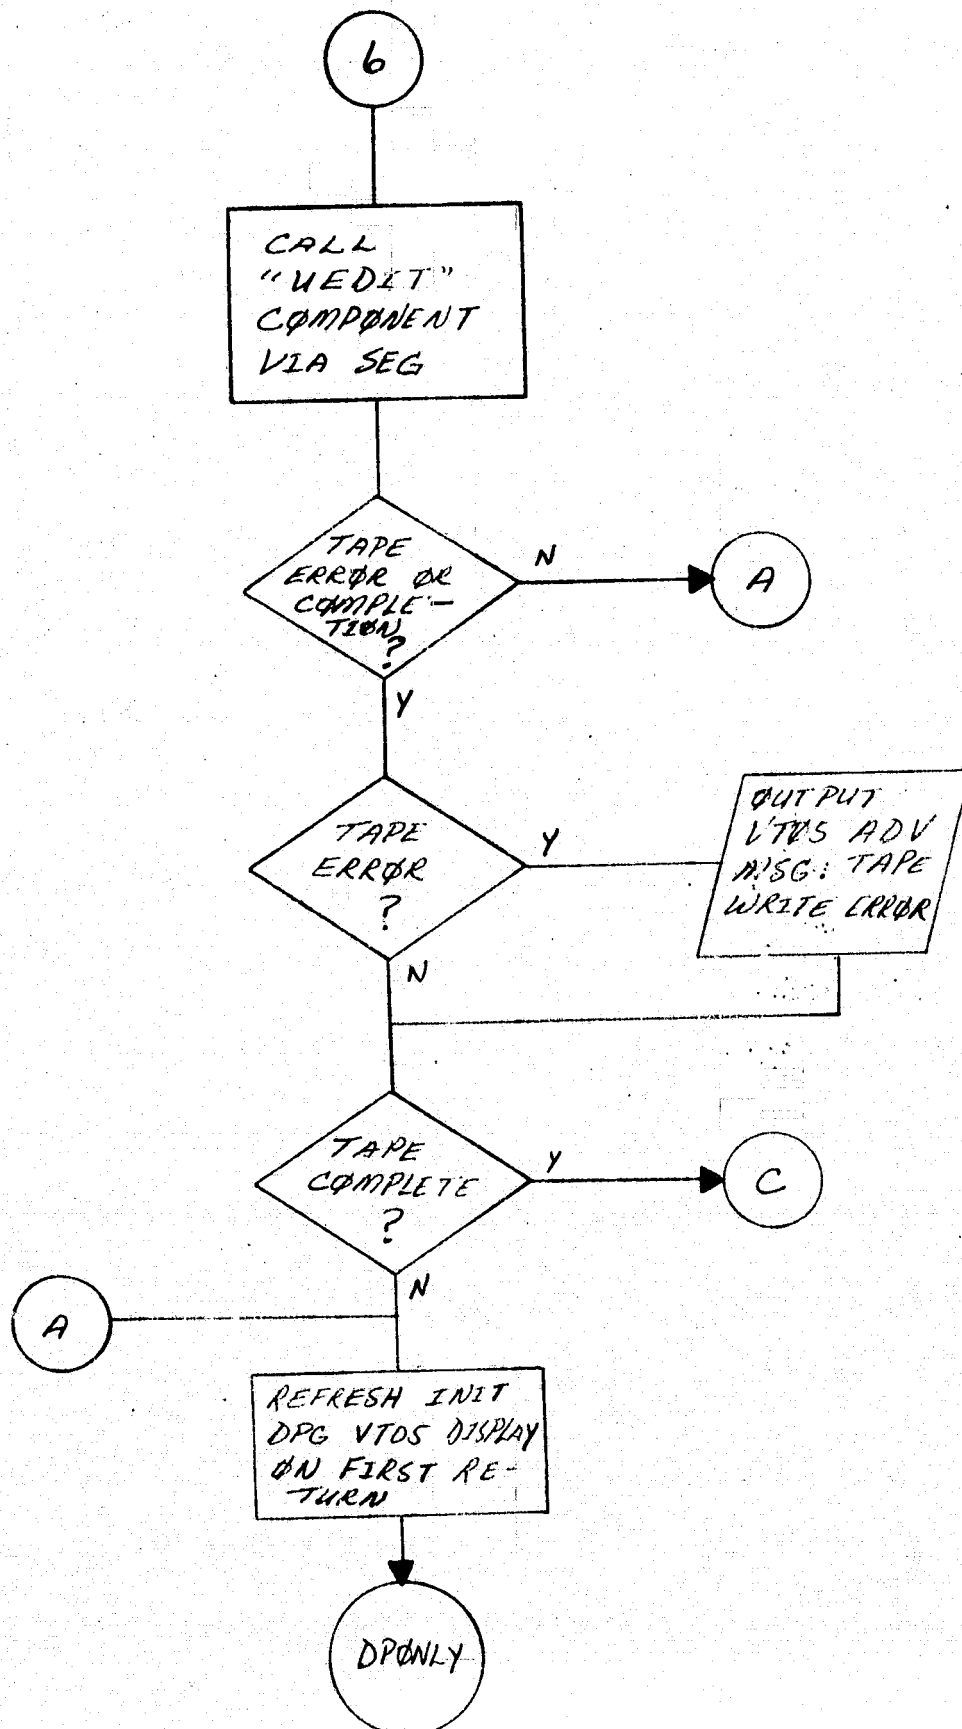 6
CALL
"UEDIT"
CØMPØNENT
VIA SEG
TAPE
ERRØR ØR
CØMPLE-
TIØN
?
N
A
Y
TAPE
ERRØR
?
Y
ØUTPUT
VTØS ADV
MSG: TAPE
WRITE ERRØR
N
TAPE
CØMPLETE
?
Y
C
N
A
REFRESH INIT
DPG VTOS DISPLAY
ØN FIRST RE-
TURN
DPØNLY